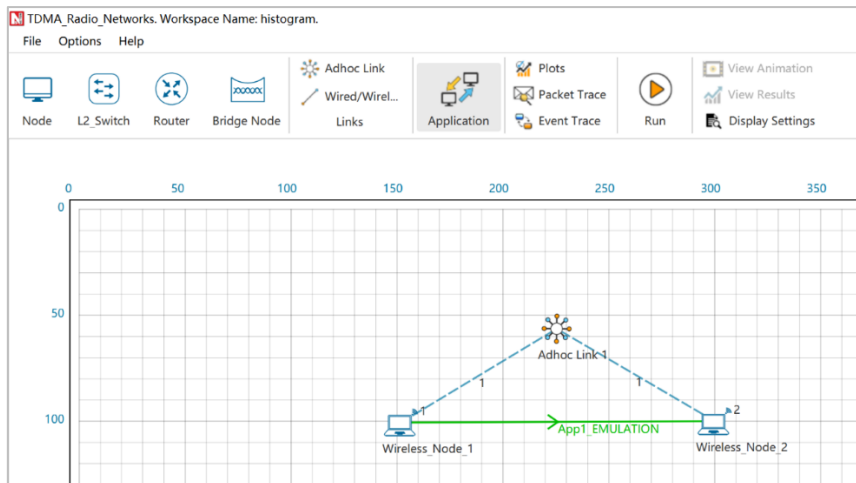 TDMA_Radio_Networks. Workspace Name: histogram.
File Options Help
Adhoc Link
Wired/Wirel...
Links
Node
L2_Switch
Router
Bridge Node
Application
Plots
Packet Trace
Event Trace
Run
View Animation
View Results
Display Settings
0 50 100 150 200 250 300 350
0
50
100
Adhoc Link 1
1
1
1
2
App1_EMULATION
Wireless_Node_1
Wireless_Node_2